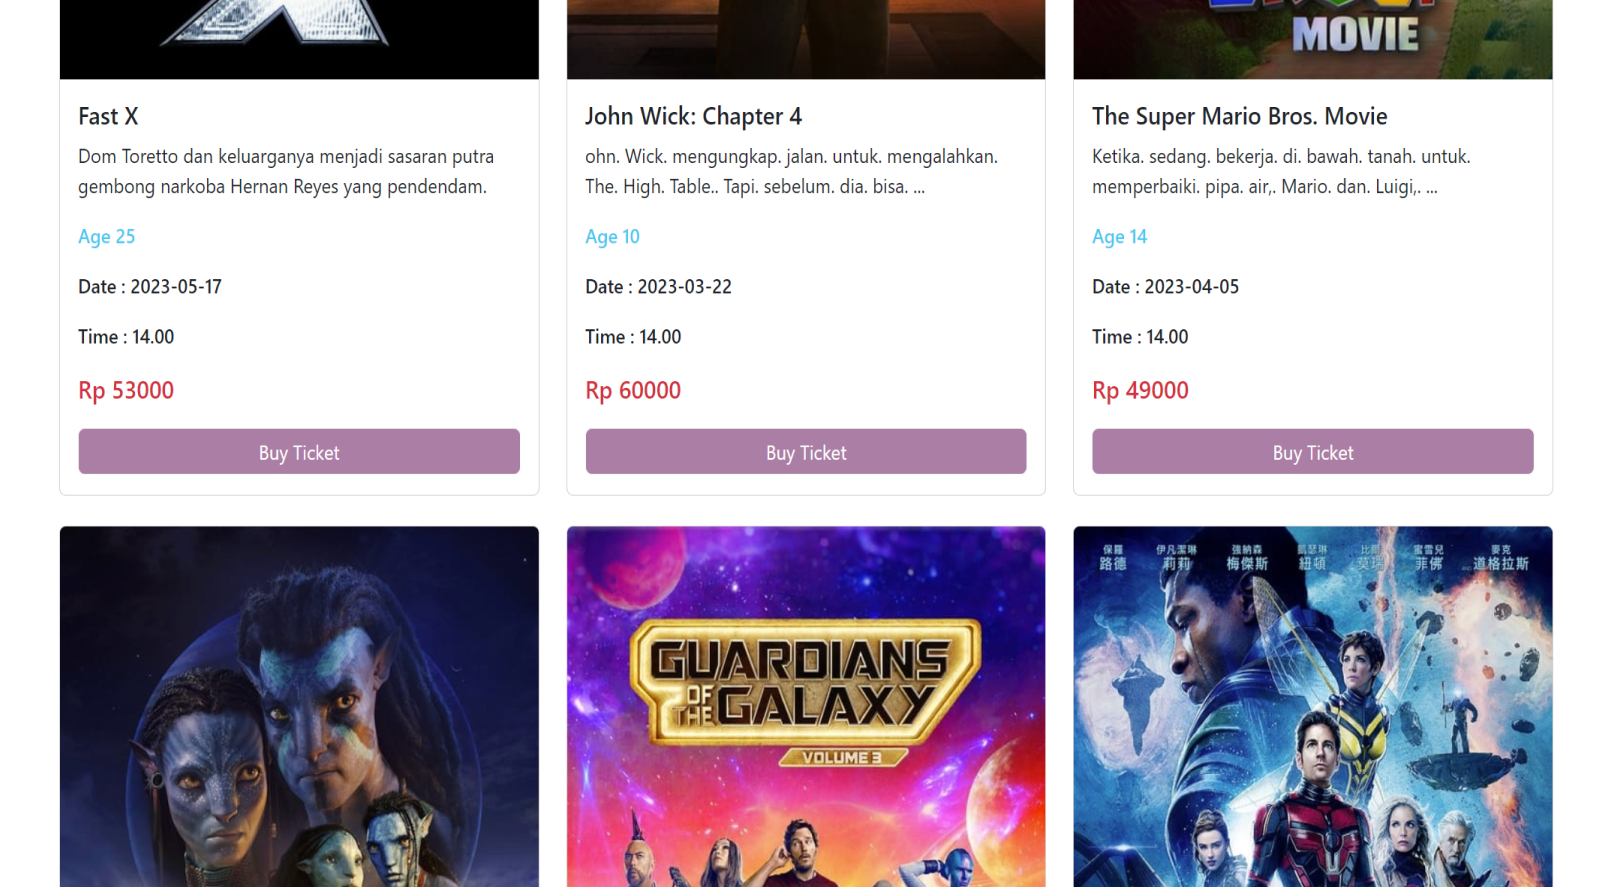 MOVIE
Fast X
Dom Toretto dan keluarganya menjadi sasaran putra
gembong narkoba Hernan Reyes yang pendendam.
Age 25
Date : 2023-05-17
Time : 14.00
Rp 53000
Buy Ticket
John Wick: Chapter 4
ohn. Wick. mengungkap. jalan. untuk. mengalahkan.
The. High. Table.. Tapi. sebelum. dia. bisa. ...
Age 10
Date : 2023-03-22
Time : 14.00
Rp 60000
Buy Ticket
The Super Mario Bros. Movie
Ketika. sedang. bekerja. di. bawah. tanah. untuk.
memperbaiki. pipa. air,. Mario. dan. Luigi,. ...
Age 14
Date : 2023-04-05
Time : 14.00
Rp 49000
Buy Ticket
GUARDIANS
OF THE GALAXY
VOLUME 3
保羅 伊凡潔琳 強納森 凱瑟琳 比爾 蜜雪兒 麥克
路德 莉莉 梅傑斯 紐頓 莫瑞 菲佛 AND 道格拉斯